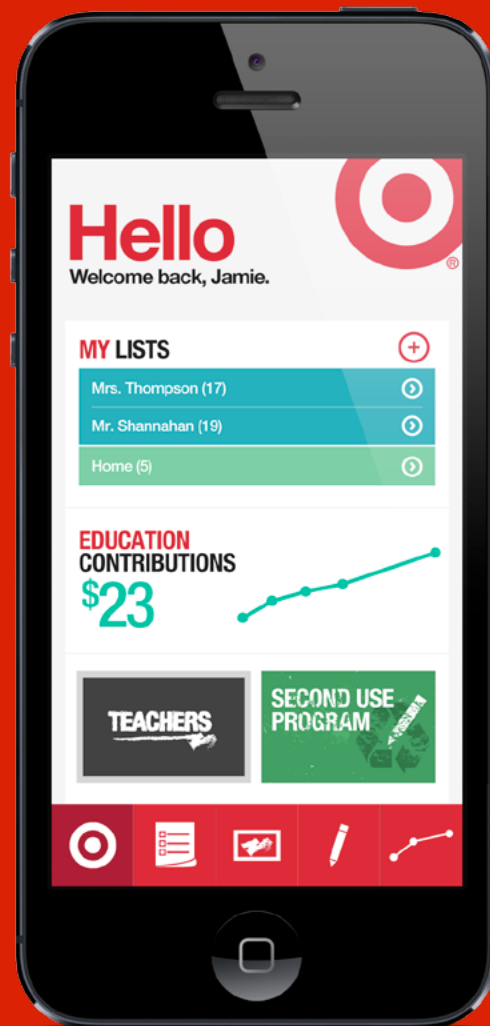 Hello
Welcome back, Jamie.
®
MY LISTS
Mrs. Thompson (17)
Mr. Shannahan (19)
Home (5)
EDUCATION
CONTRIBUTIONS
$23
TEACHERS
SECOND USE
PROGRAM